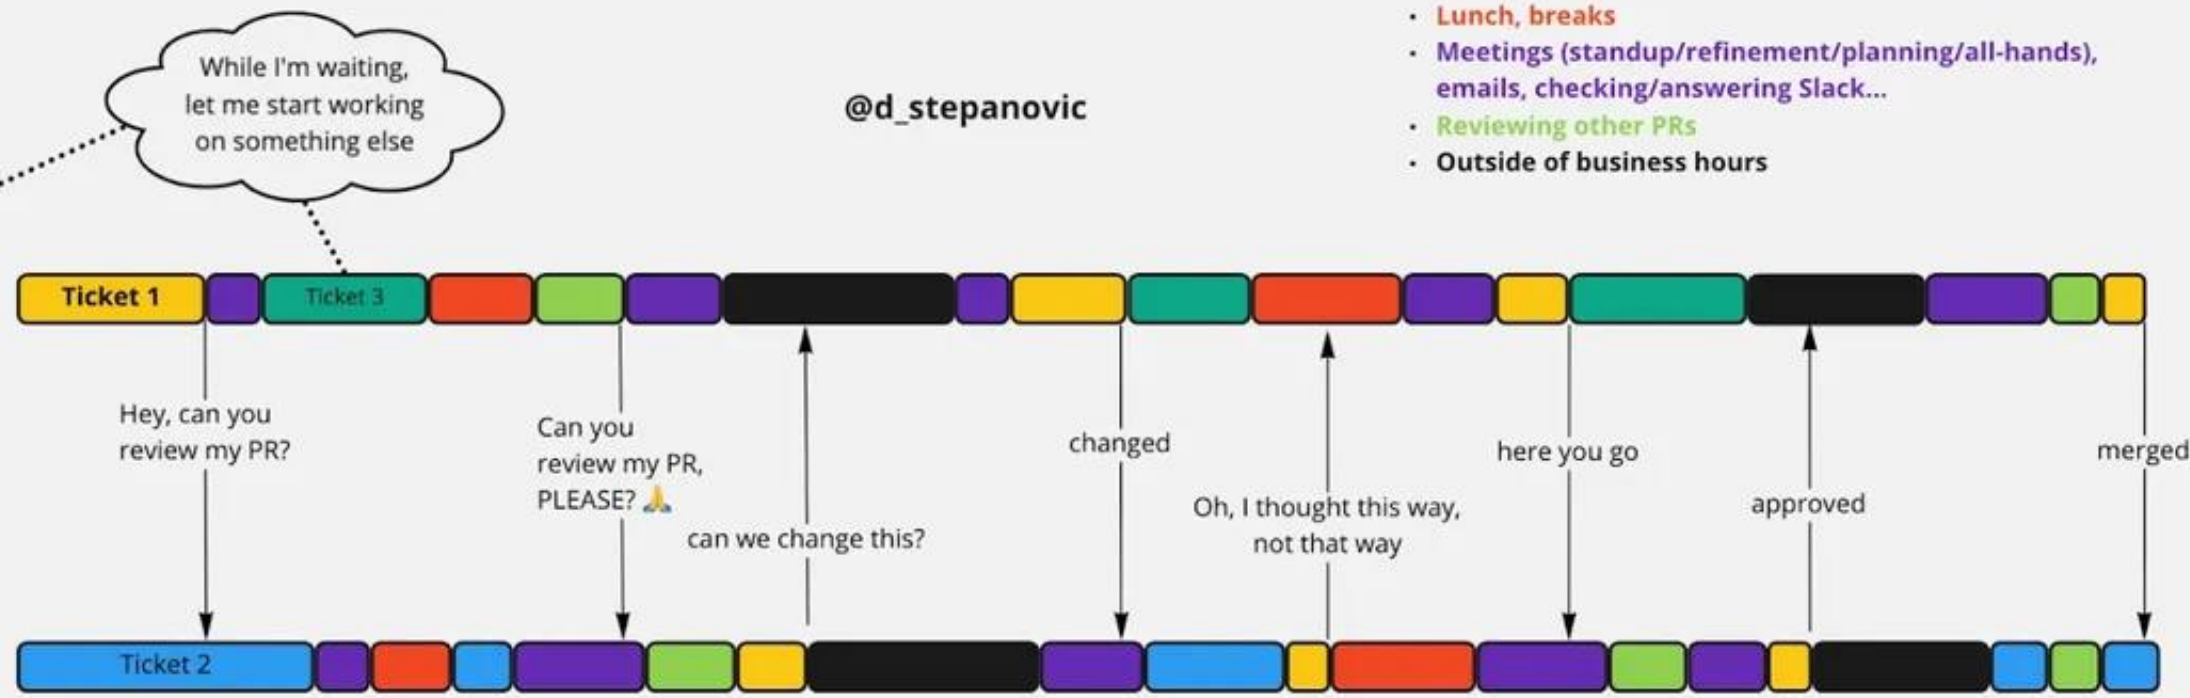 While I'm waiting,
let me start working
on something else
@d_stepanovic
• Lunch, breaks
• Meetings (standup/refinement/planning/all-hands),
emails, checking/answering Slack...
• Reviewing other PRs
• Outside of business hours
Ticket 1
Ticket 3
Hey, can you
review my PR?
Can you
review my PR,
PLEASE? 🙏
can we change this?
changed
Oh, I thought this way,
not that way
here you go
approved
merged
Ticket 2